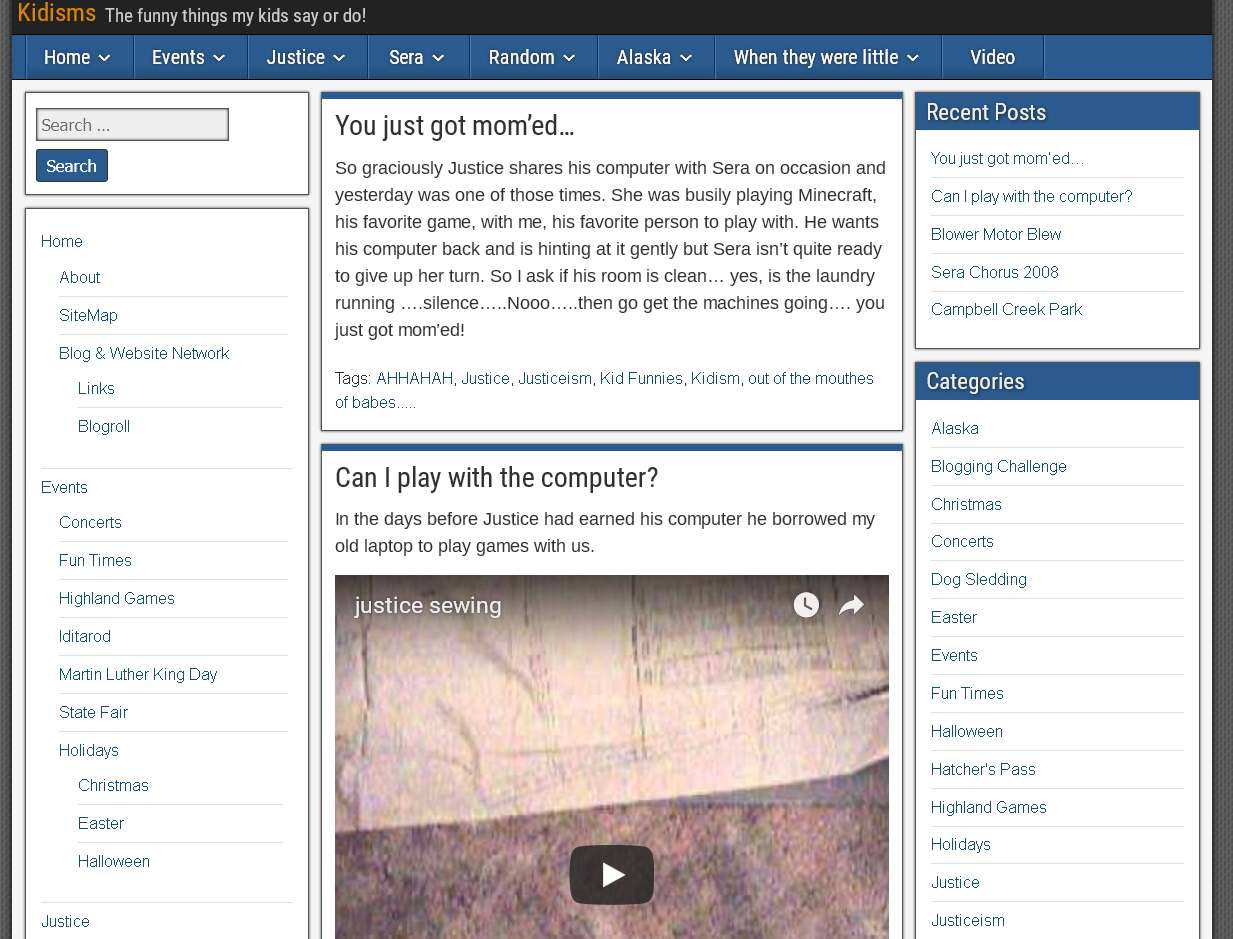 Kidisms The funny things my kids say or do!
Home Events Justice Sera Random Alaska When they were little Video
Search ...
Search
Home
About
SiteMap
Blog & Website Network
Links
Blogroll
Events
Concerts
Fun Times
Highland Games
Iditarod
Martin Luther King Day
State Fair
Holidays
Christmas
Easter
Halloween
Justice
You just got mom’ed…
So graciously Justice shares his computer with Sera on occasion and
yesterday was one of those times. She was busily playing Minecraft,
his favorite game, with me, his favorite person to play with. He wants
his computer back and is hinting at it gently but Sera isn’t quite ready
to give up her turn. So I ask if his room is clean… yes, is the laundry
running ….silence…..Nooo…..then go get the machines going…. you
just got mom’ed!
Tags: AHHAHAH, Justice, Justiceism, Kid Funnies, Kidism, out of the mouthes
of babes.....
Can I play with the computer?
In the days before Justice had earned his computer he borrowed my
old laptop to play games with us.
justice sewing
Recent Posts
You just got mom’ed…
Can I play with the computer?
Blower Motor Blew
Sera Chorus 2008
Campbell Creek Park
Categories
Alaska
Blogging Challenge
Christmas
Concerts
Dog Sledding
Easter
Events
Fun Times
Halloween
Hatcher's Pass
Highland Games
Holidays
Justice
Justiceism